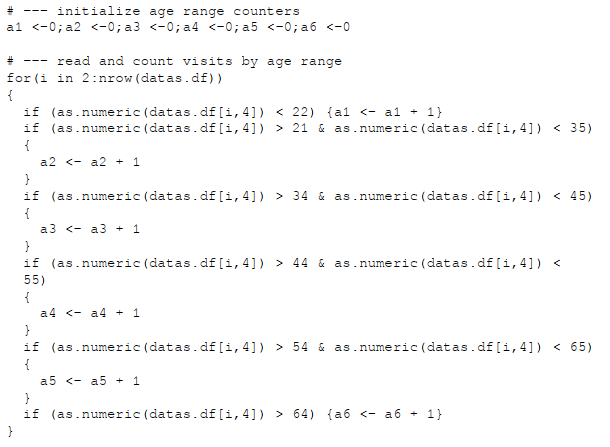 # --- initialize age range counters
a1 <-0;a2 <-0;a3 <-0;a4 <-0;a5 <-0;a6 <-0

# --- read and count visits by age range
for(i in 2:nrow(datas.df))
{
  if (as.numeric(datas.df[i,4]) < 22) {a1 <- a1 + 1}
  if (as.numeric(datas.df[i,4]) > 21 & as.numeric(datas.df[i,4]) < 35)
  {
    a2 <- a2 + 1
  }
  if (as.numeric(datas.df[i,4]) > 34 & as.numeric(datas.df[i,4]) < 45)
  {
    a3 <- a3 + 1
  }
  if (as.numeric(datas.df[i,4]) > 44 & as.numeric(datas.df[i,4]) <
  55)
  {
    a4 <- a4 + 1
  }
  if (as.numeric(datas.df[i,4]) > 54 & as.numeric(datas.df[i,4]) < 65)
  {
    a5 <- a5 + 1
  }
  if (as.numeric(datas.df[i,4]) > 64) {a6 <- a6 + 1}
}